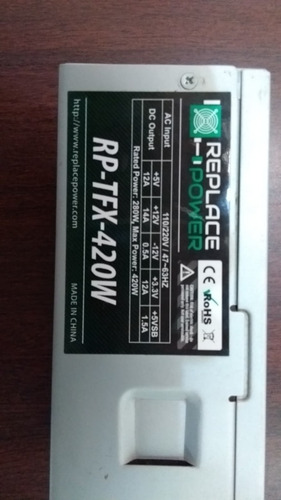 REPLACE
POWER
CE RoHS
AC Input 110/220V / 47~63HZ
DC Output +5V +12V -12V +3.3V +5VSB
12A 14A 0.5A 12A 1.5A
Rated Power: 280W, Max Power: 420W
RP-TFX-420W
http://www.replacepower.com
MADE IN CHINA